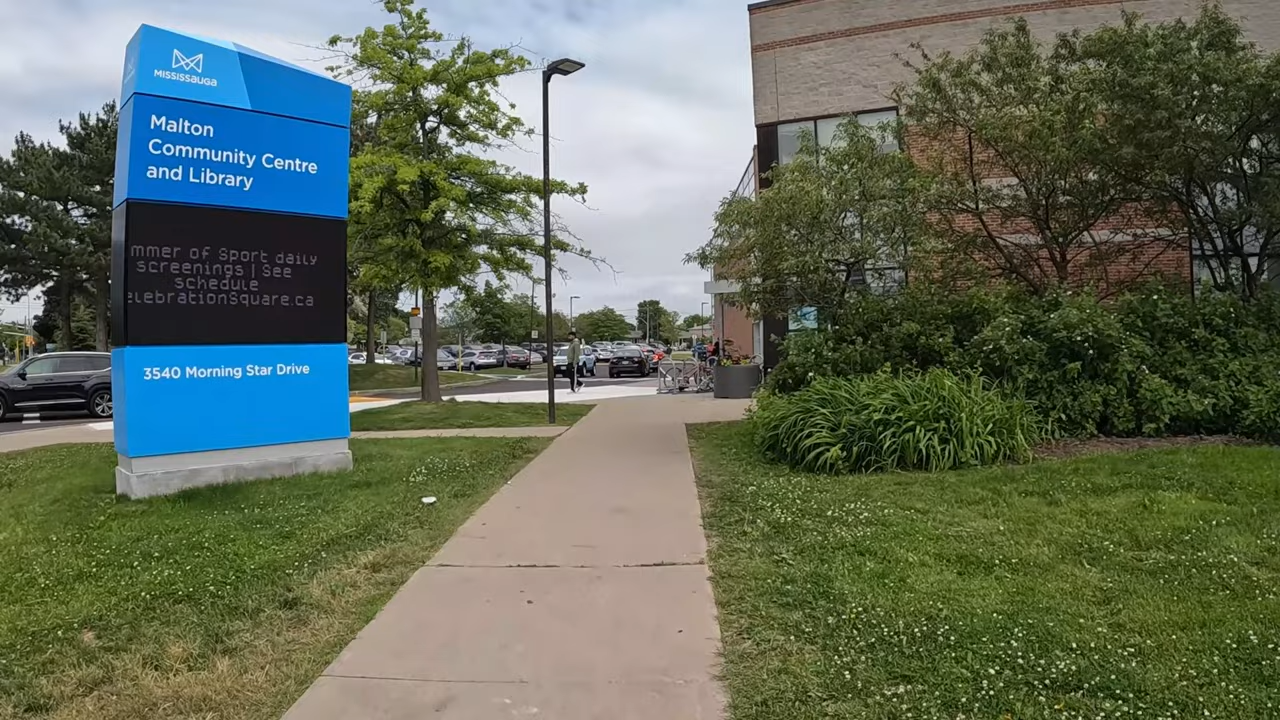 MISSISSAUGA
Malton
Community Centre
and Library
mmer of Sport daily
screenings | See
schedule
elebrationSquare.ca
3540 Morning Star Drive